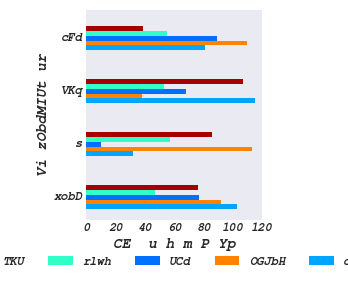 Vi zObdMIUt ur
cFd
VKq
s
xobD
0 20 40 60 80 100 120
CE u h m P Yp
TKU rlwh UCd OGJbH